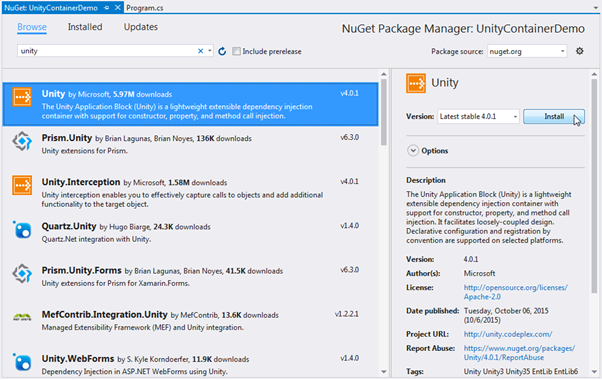 NuGet: UnityContainerDemo
Program.cs
Browse Installed Updates
NuGet Package Manager: UnityContainerDemo
unity
Include prerelease
Package source: nuget.org
Unity by Microsoft, 5.97M downloads v4.0.1
The Unity Application Block (Unity) is a lightweight extensible dependency injection
container with support for constructor, property, and method call injection.
Prism.Unity by Brian Lagunas, Brian Noyes, 136K downloads v6.3.0
Unity extensions for Prism.
Unity.Interception by Microsoft, 1.58M downloads v4.0.1
Unity interception enables you to effectively capture calls to objects and add additional
functionality to the target object.
Quartz.Unity by Hugo Biarge, 24.3K downloads v1.4.0
Quartz.Net integration with Unity.
Prism.Unity.Forms by Brian Lagunas, Brian Noyes, 41.5K downloads v6.3.0
Unity extensions for Prism for Xamarin.Forms.
MEF
MefContrib.Integration.Unity by MefContrib, 13.6K downloads v1.2.2.1
Managed Extensibility Framework (MEF) and Unity integration.
Unity.WebForms by S. Kyle Korndoerfer, 11.9K downloads v1.4.0
Dependency Injection in ASP.NET WebForms using Unity.
Unity
Version: Latest stable 4.0.1 Install
Options
Description
The Unity Application Block (Unity) is a lightweight
extensible dependency injection container with
support for constructor, property, and method call
injection. It facilitates loosely-coupled design.
Declarative configuration and registration by
convention are supported on selected platforms.
Version: 4.0.1
Author(s): Microsoft
License: http://opensource.org/licenses/
Apache-2.0
Date published: Tuesday, October 06, 2015
(10/6/2015)
Project URL: http://unity.codeplex.com/
Report Abuse: https://www.nuget.org/packages/
Unity/4.0.1/ReportAbuse
Tags: Unity Unity3 Unity35 EntLib EntLib6